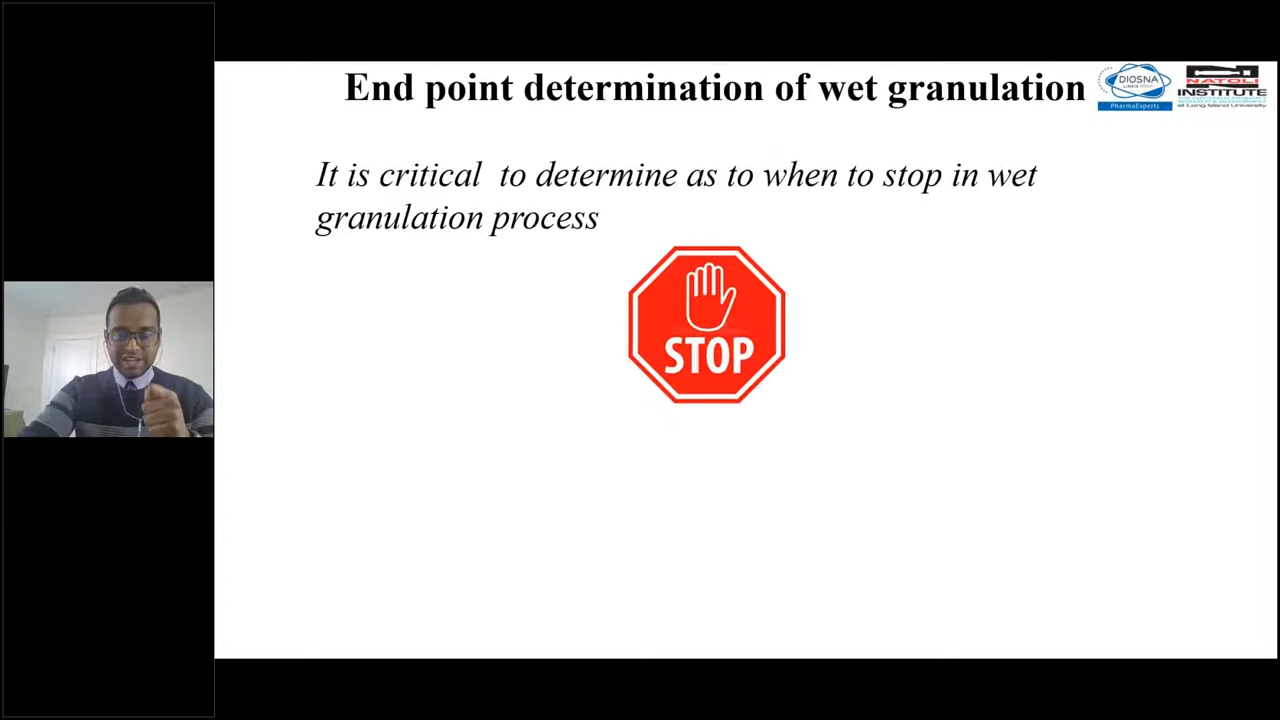 End point determination of wet granulation
DIOSNA
PharmaExperts
NATOLI
INSTITUTE
at Long Island University
It is critical to determine as to when to stop in wet
granulation process
STOP